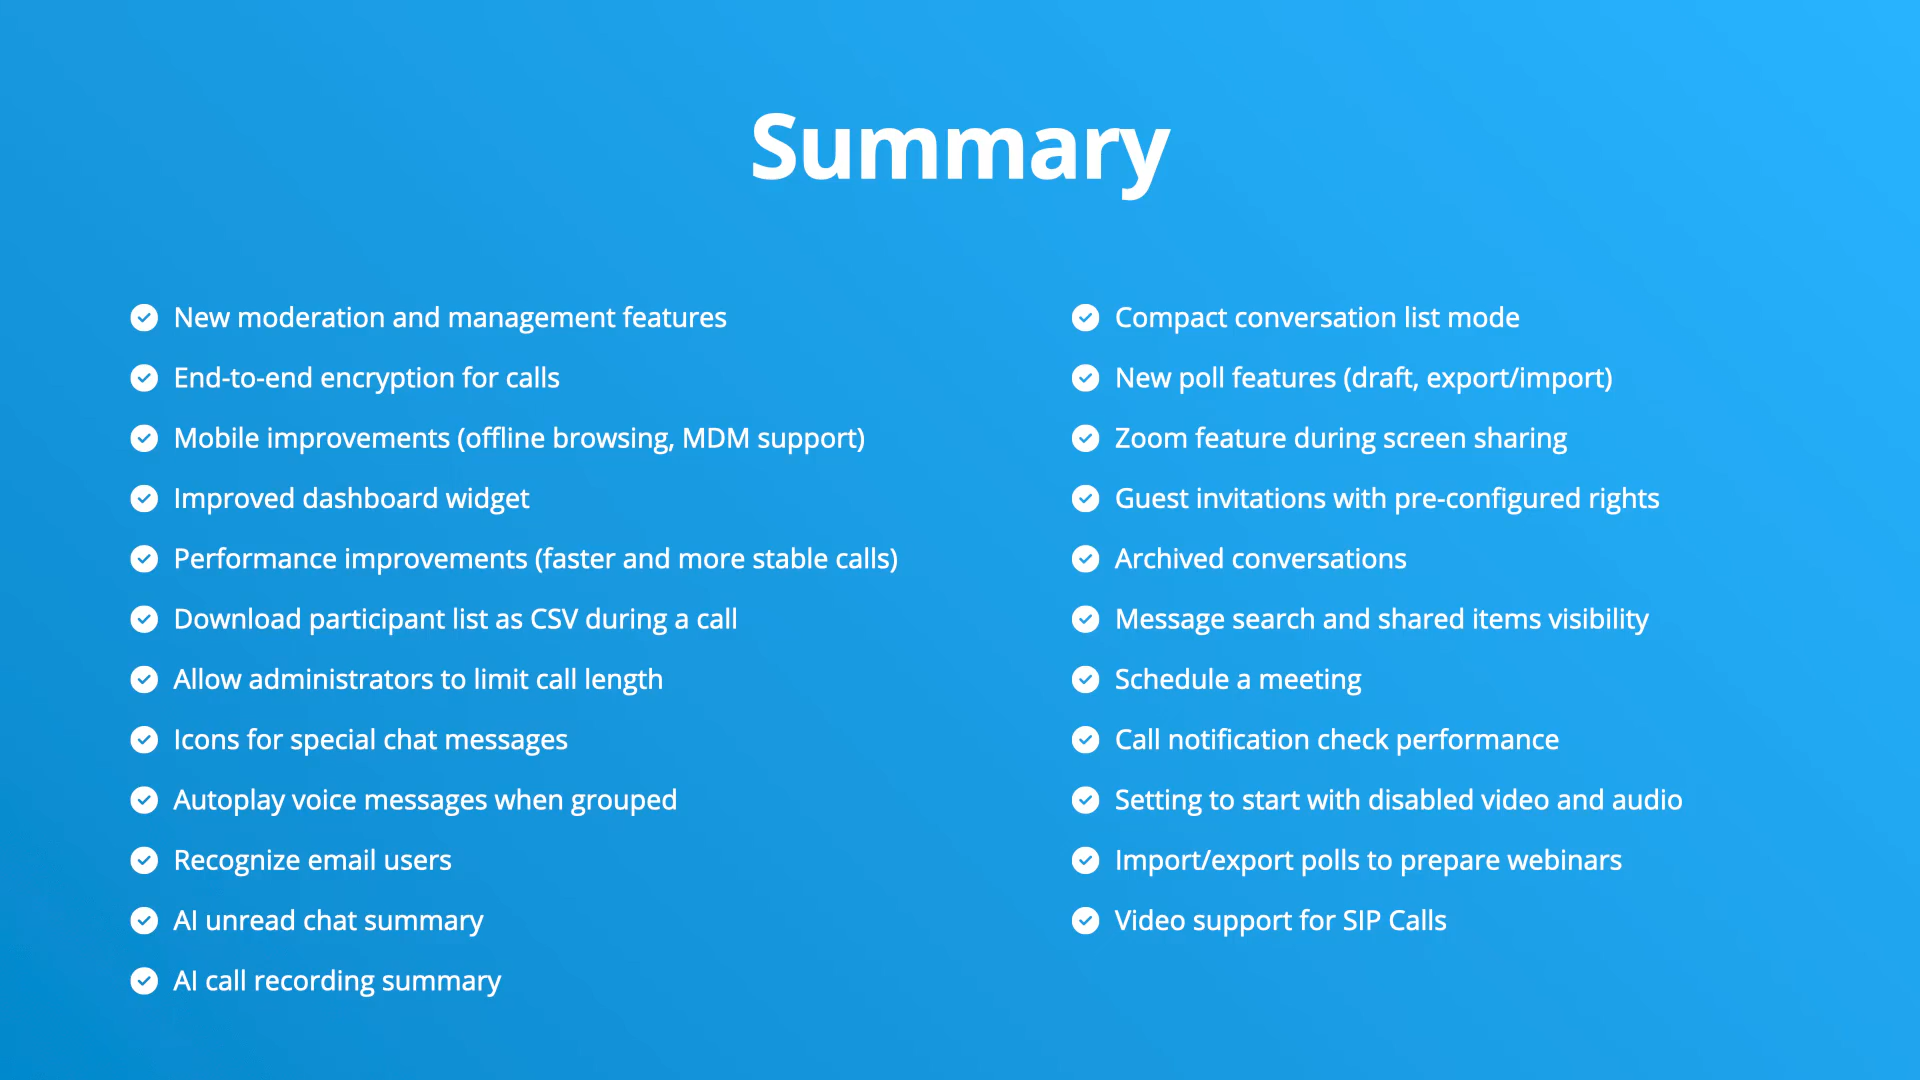 Summary
New moderation and management features
End-to-end encryption for calls
Mobile improvements (offline browsing, MDM support)
Improved dashboard widget
Performance improvements (faster and more stable calls)
Download participant list as CSV during a call
Allow administrators to limit call length
Icons for special chat messages
Autoplay voice messages when grouped
Recognize email users
AI unread chat summary
AI call recording summary
Compact conversation list mode
New poll features (draft, export/import)
Zoom feature during screen sharing
Guest invitations with pre-configured rights
Archived conversations
Message search and shared items visibility
Schedule a meeting
Call notification check performance
Setting to start with disabled video and audio
Import/export polls to prepare webinars
Video support for SIP Calls